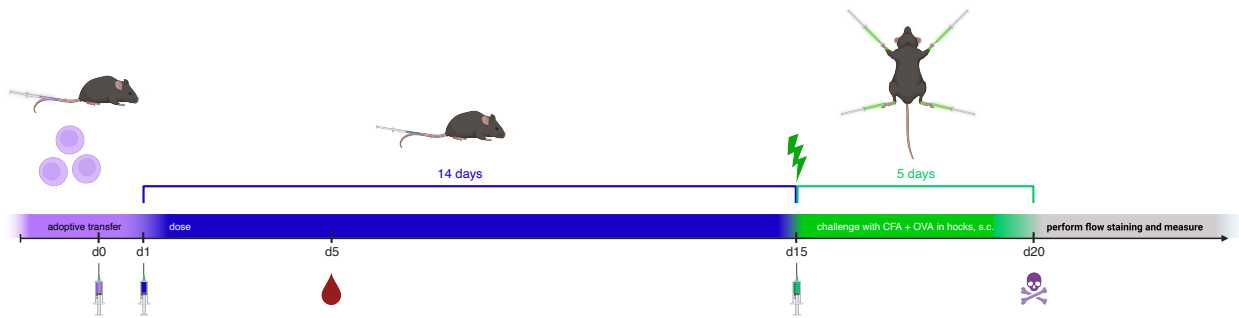 14 days
5 days
adoptive transfer
dose
challenge with CFA + OVA in hocks, s.c.
perform flow staining and measure
d0
d1
d5
d15
d20